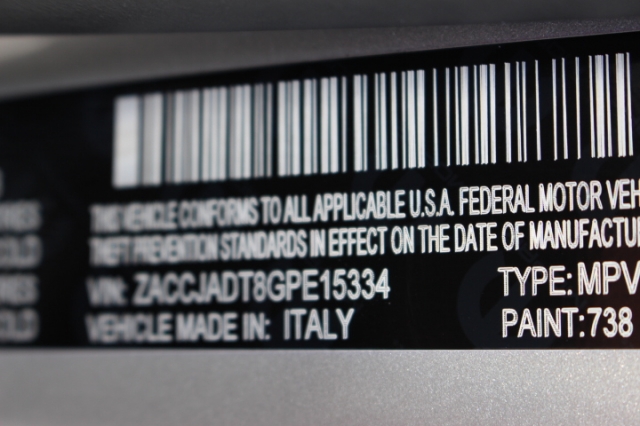 THIS VEHICLE CONFORMS TO ALL APPLICABLE U.S.A. FEDERAL MOTOR VEH
THEFT PREVENTION STANDARDS IN EFFECT ON THE DATE OF MANUFACTU
VIN: ZACCJADT8GPE15334 TYPE: MPV
VEHICLE MADE IN: ITALY PAINT: 738